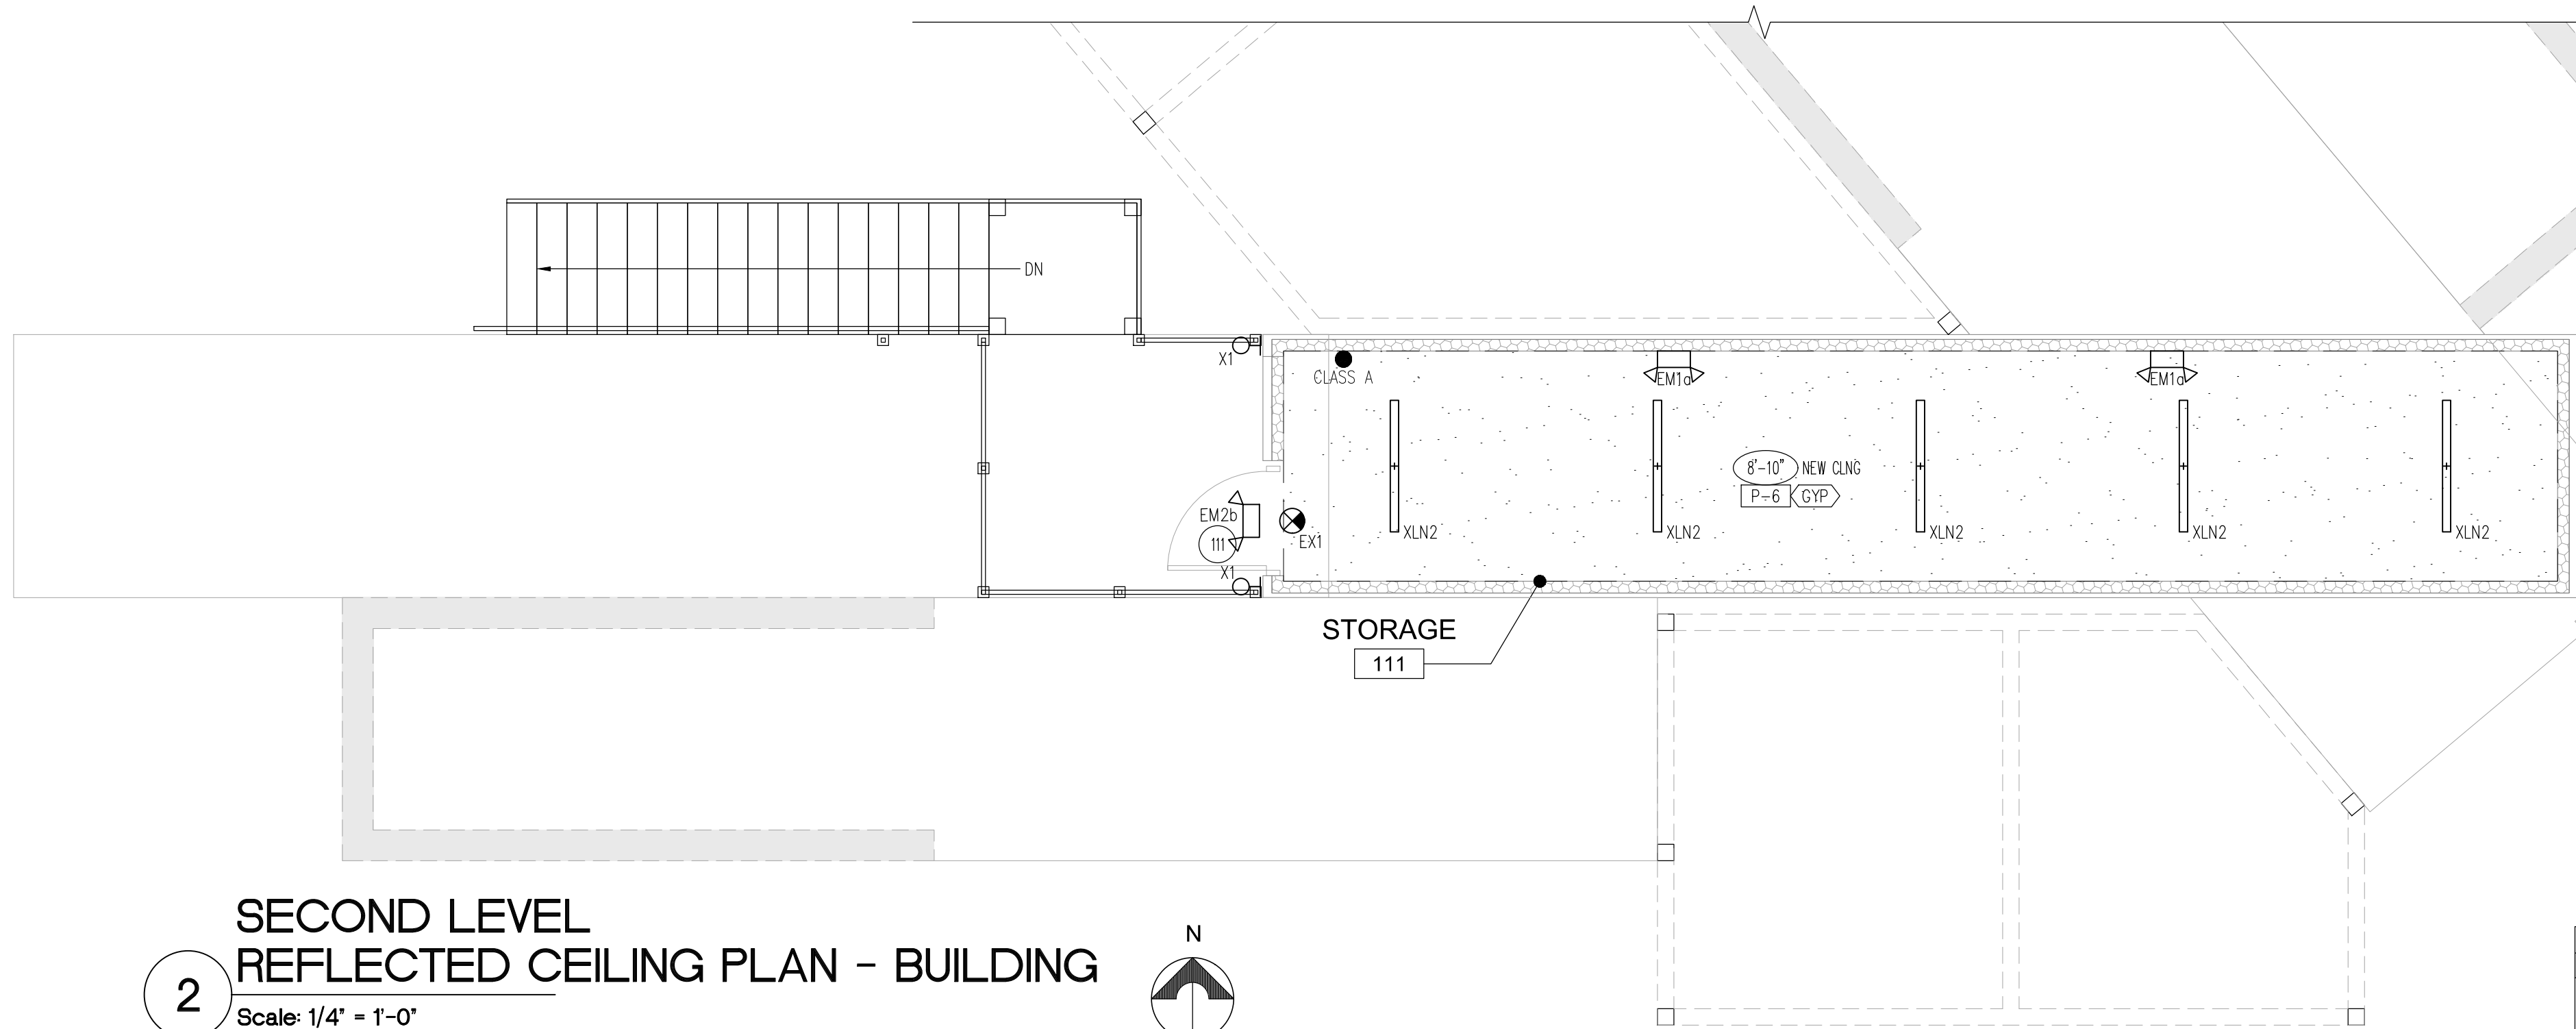 DN
X1
CLASS A
EM1a
EM1a
8'-10" NEW CLNG
P-6 GYP
EM2b
111
EX1
X1
XLN2
XLN2
XLN2
XLN2
XLN2
STORAGE
111
SECOND LEVEL
REFLECTED CEILING PLAN - BUILDING
2
Scale: 1/4" = 1'-0"
N